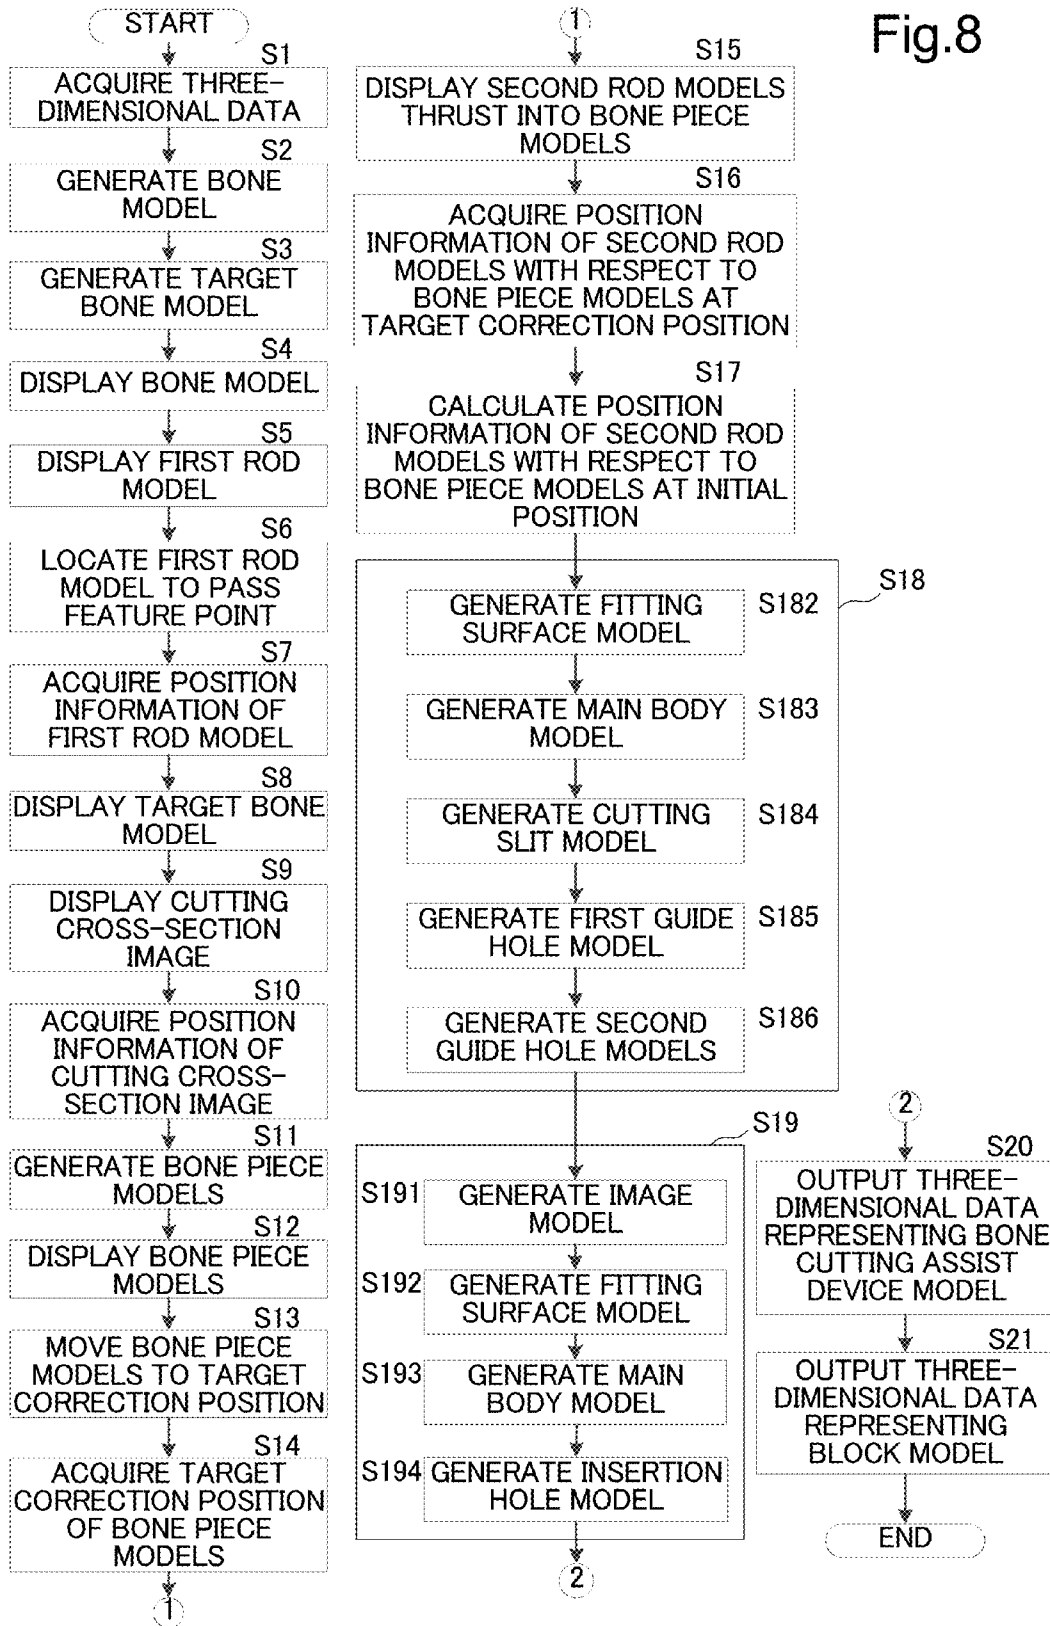 Fig.8
START
S1
ACQUIRE THREE-
DIMENSIONAL DATA
S2
GENERATE BONE
MODEL
S3
GENERATE TARGET
BONE MODEL
S4
DISPLAY BONE MODEL
S5
DISPLAY FIRST ROD
MODEL
S6
LOCATE FIRST ROD
MODEL TO PASS
FEATURE POINT
S7
ACQUIRE POSITION
INFORMATION OF
FIRST ROD MODEL
S8
DISPLAY TARGET BONE
MODEL
S9
DISPLAY CUTTING
CROSS-SECTION
IMAGE
S10
ACQUIRE POSITION
INFORMATION OF
CUTTING CROSS-
SECTION IMAGE
S11
GENERATE BONE PIECE
MODELS
S12
DISPLAY BONE PIECE
MODELS
S13
MOVE BONE PIECE
MODELS TO TARGET
CORRECTION POSITION
S14
ACQUIRE TARGET
CORRECTION POSITION
OF BONE PIECE
MODELS
1
1
S15
DISPLAY SECOND ROD MODELS
THRUST INTO BONE PIECE
MODELS
S16
ACQUIRE POSITION
INFORMATION OF SECOND ROD
MODELS WITH RESPECT TO
BONE PIECE MODELS AT
TARGET CORRECTION POSITION
S17
CALCULATE POSITION
INFORMATION OF SECOND ROD
MODELS WITH RESPECT TO
BONE PIECE MODELS AT INITIAL
POSITION
S18
GENERATE FITTING
SURFACE MODEL
S182
GENERATE MAIN BODY
MODEL
S183
GENERATE CUTTING
SLIT MODEL
S184
GENERATE FIRST GUIDE
HOLE MODEL
S185
GENERATE SECOND
GUIDE HOLE MODELS
S186
S19
S191
GENERATE IMAGE
MODEL
S192
GENERATE FITTING
SURFACE MODEL
S193
GENERATE MAIN
BODY MODEL
S194
GENERATE INSERTION
HOLE MODEL
2
2
S20
OUTPUT THREE-
DIMENSIONAL DATA
REPRESENTING BONE
CUTTING ASSIST
DEVICE MODEL
S21
OUTPUT THREE-
DIMENSIONAL DATA
REPRESENTING
BLOCK MODEL
END